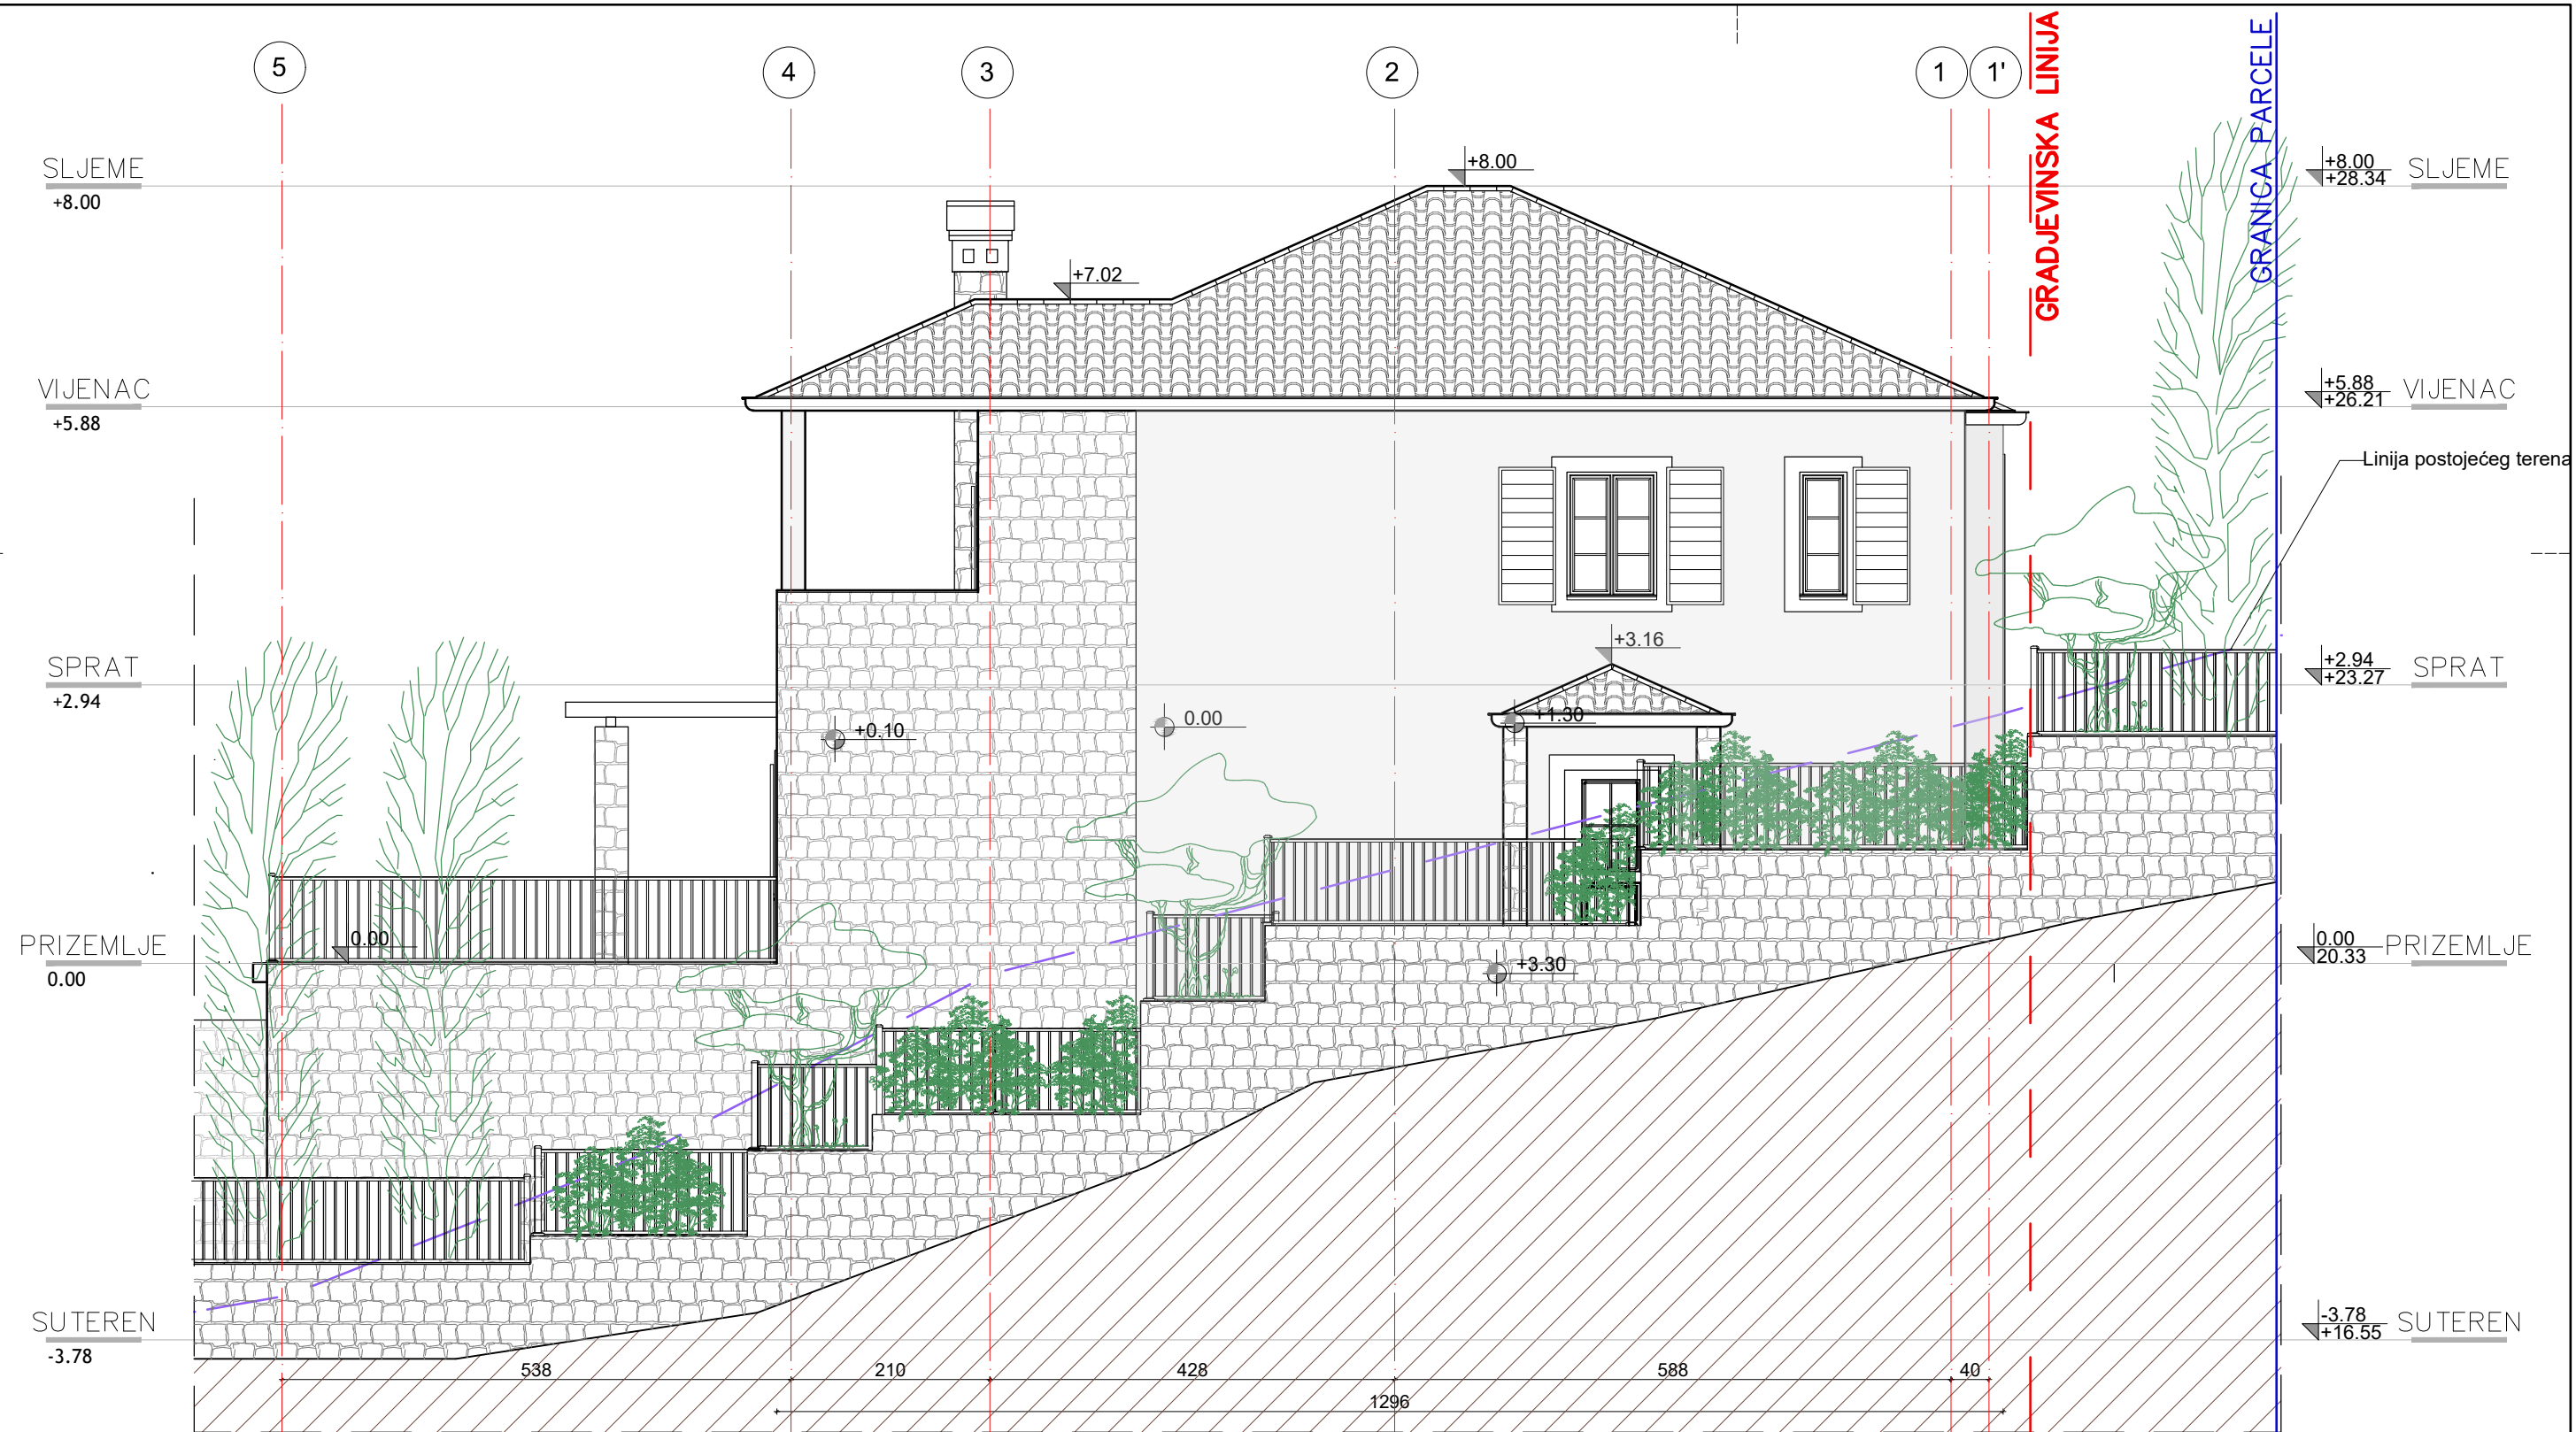 5
4
3
2
1
1'
GRADJEVINSKA LINIJA
GRANICA PARCELE
SLJEME
+8.00
+8.00
+8.00
+28.34
SLJEME
+7.02
VIJENAC
+5.88
+5.88
+26.21
VIJENAC
Linija postojećeg terena
SPRAT
+2.94
+3.16
+2.94
+23.27
SPRAT
+0.10
0.00
+1.30
PRIZEMLJE
0.00
0.00
+3.30
0.00
20.33
PRIZEMLJE
SUTEREN
-3.78
-3.78
+16.55
SUTEREN
538
210
428
588
40
1296